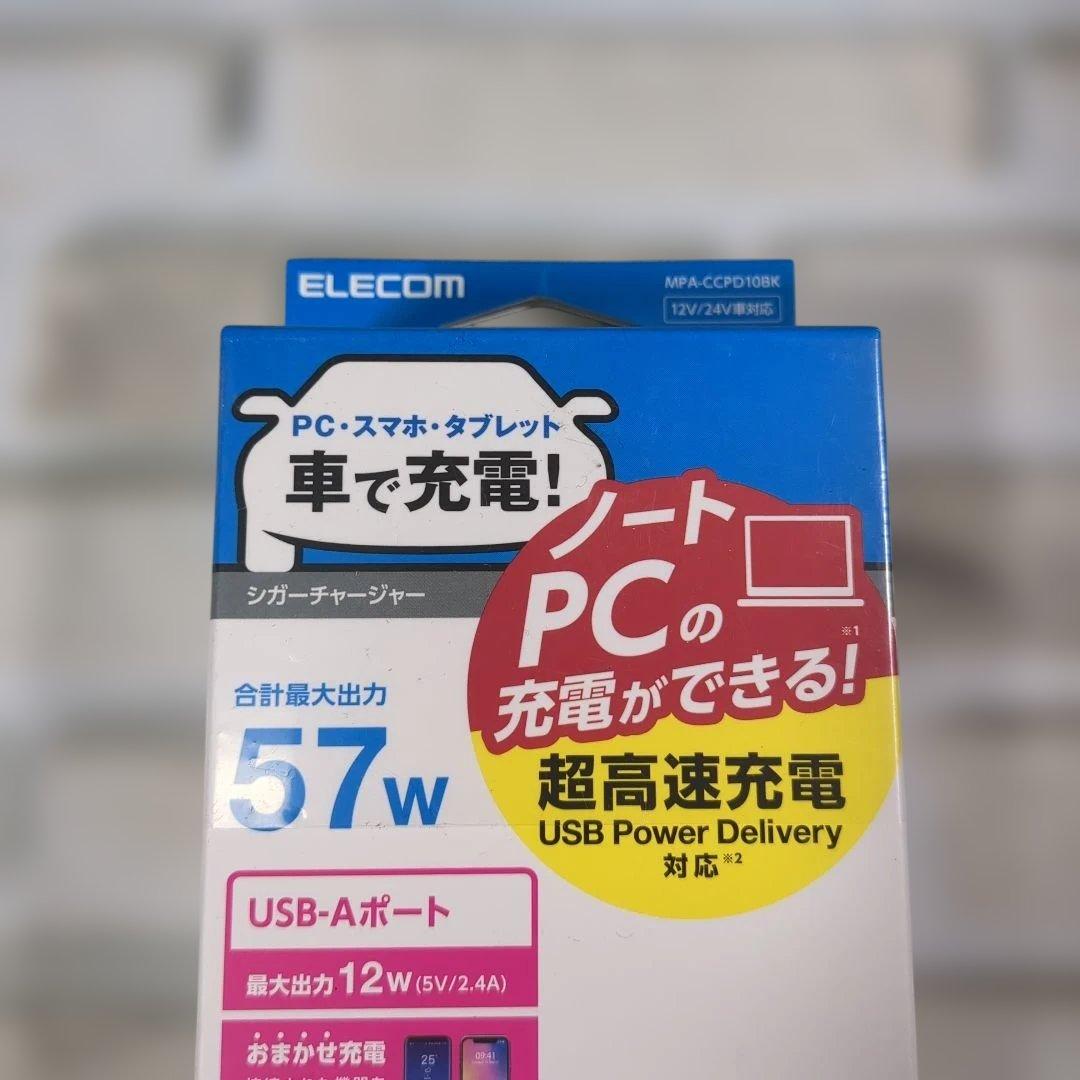 ELECOM
MPA-CCPD10BK
12V/24V車対応
PC・スマホ・タブレット
車で充電!
シガーチャージャー
ノート
PCの
※1
充電ができる!
超高速充電
USB Power Delivery
対応※2
合計最大出力
57W
USB-Aポート
最大出力12W(5V/2.4A)
おまかせ充電
25°
09:41